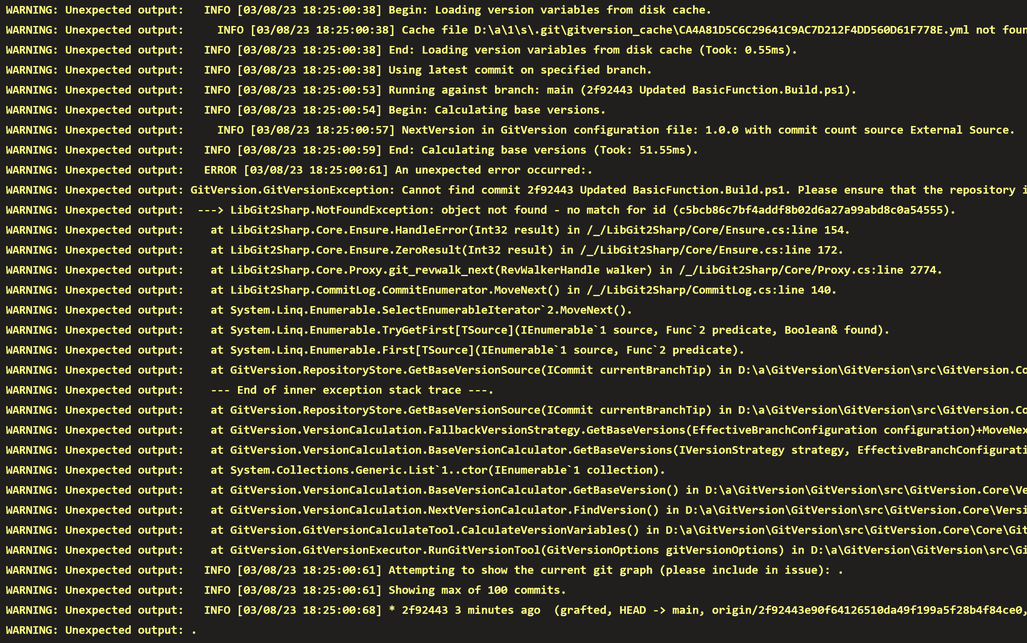 WARNING: Unexpected output:   INFO [03/08/23 18:25:00:38] Begin: Loading version variables from disk cache.
WARNING: Unexpected output:     INFO [03/08/23 18:25:00:38] Cache file D:\a\1\s\.git\gitversion_cache\CA4A81D5C6C29641C9AC7D212F4DD560D61F778E.yml not foun
WARNING: Unexpected output:   INFO [03/08/23 18:25:00:38] End: Loading version variables from disk cache (Took: 0.55ms).
WARNING: Unexpected output:   INFO [03/08/23 18:25:00:38] Using latest commit on specified branch.
WARNING: Unexpected output:   INFO [03/08/23 18:25:00:53] Running against branch: main (2f92443 Updated BasicFunction.Build.ps1).
WARNING: Unexpected output:   INFO [03/08/23 18:25:00:54] Begin: Calculating base versions.
WARNING: Unexpected output:     INFO [03/08/23 18:25:00:57] NextVersion in GitVersion configuration file: 1.0.0 with commit count source External Source.
WARNING: Unexpected output:   INFO [03/08/23 18:25:00:59] End: Calculating base versions (Took: 51.55ms).
WARNING: Unexpected output:   ERROR [03/08/23 18:25:00:61] An unexpected error occurred:.
WARNING: Unexpected output: GitVersion.GitVersionException: Cannot find commit 2f92443 Updated BasicFunction.Build.ps1. Please ensure that the repository i
WARNING: Unexpected output:  ---> LibGit2Sharp.NotFoundException: object not found - no match for id (c5bcb86c7bf4addf8b02d6a27a99abd8c0a54555).
WARNING: Unexpected output:    at LibGit2Sharp.Core.Ensure.HandleError(Int32 result) in /_/LibGit2Sharp/Core/Ensure.cs:line 154.
WARNING: Unexpected output:    at LibGit2Sharp.Core.Ensure.ZeroResult(Int32 result) in /_/LibGit2Sharp/Core/Ensure.cs:line 172.
WARNING: Unexpected output:    at LibGit2Sharp.Core.Proxy.git_revwalk_next(RevWalkerHandle walker) in /_/LibGit2Sharp/Core/Proxy.cs:line 2774.
WARNING: Unexpected output:    at LibGit2Sharp.CommitLog.CommitEnumerator.MoveNext() in /_/LibGit2Sharp/CommitLog.cs:line 140.
WARNING: Unexpected output:    at System.Linq.Enumerable.SelectEnumerableIterator`2.MoveNext().
WARNING: Unexpected output:    at System.Linq.Enumerable.TryGetFirst[TSource](IEnumerable`1 source, Func`2 predicate, Boolean& found).
WARNING: Unexpected output:    at System.Linq.Enumerable.First[TSource](IEnumerable`1 source, Func`2 predicate).
WARNING: Unexpected output:    at GitVersion.RepositoryStore.GetBaseVersionSource(ICommit currentBranchTip) in D:\a\GitVersion\GitVersion\src\GitVersion.Co
WARNING: Unexpected output:    --- End of inner exception stack trace ---.
WARNING: Unexpected output:    at GitVersion.RepositoryStore.GetBaseVersionSource(ICommit currentBranchTip) in D:\a\GitVersion\GitVersion\src\GitVersion.Co
WARNING: Unexpected output:    at GitVersion.VersionCalculation.FallbackVersionStrategy.GetBaseVersions(EffectiveBranchConfiguration configuration)+MoveNex
WARNING: Unexpected output:    at GitVersion.VersionCalculation.BaseVersionCalculator.GetBaseVersions(IVersionStrategy strategy, EffectiveBranchConfigurati
WARNING: Unexpected output:    at System.Collections.Generic.List`1..ctor(IEnumerable`1 collection).
WARNING: Unexpected output:    at GitVersion.VersionCalculation.BaseVersionCalculator.GetBaseVersion() in D:\a\GitVersion\GitVersion\src\GitVersion.Core\Ve
WARNING: Unexpected output:    at GitVersion.VersionCalculation.NextVersionCalculator.FindVersion() in D:\a\GitVersion\GitVersion\src\GitVersion.Core\Versi
WARNING: Unexpected output:    at GitVersion.GitVersionCalculateTool.CalculateVersionVariables() in D:\a\GitVersion\GitVersion\src\GitVersion.Core\Core\Git
WARNING: Unexpected output:    at GitVersion.GitVersionExecutor.RunGitVersionTool(GitVersionOptions gitVersionOptions) in D:\a\GitVersion\GitVersion\src\Gi
WARNING: Unexpected output:   INFO [03/08/23 18:25:00:61] Attempting to show the current git graph (please include in issue): .
WARNING: Unexpected output:   INFO [03/08/23 18:25:00:61] Showing max of 100 commits.
WARNING: Unexpected output:   INFO [03/08/23 18:25:00:68] * 2f92443 3 minutes ago  (grafted, HEAD -> main, origin/2f92443e90f64126510da49f199a5f28b4f84ce0,
WARNING: Unexpected output: .